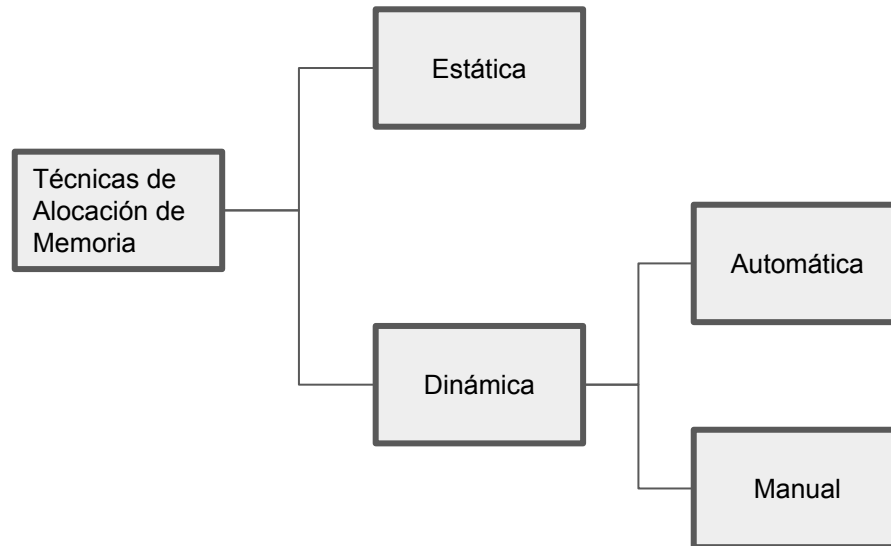 Estática
Técnicas de
Alocación de
Memoria
Automática
Dinámica
Manual